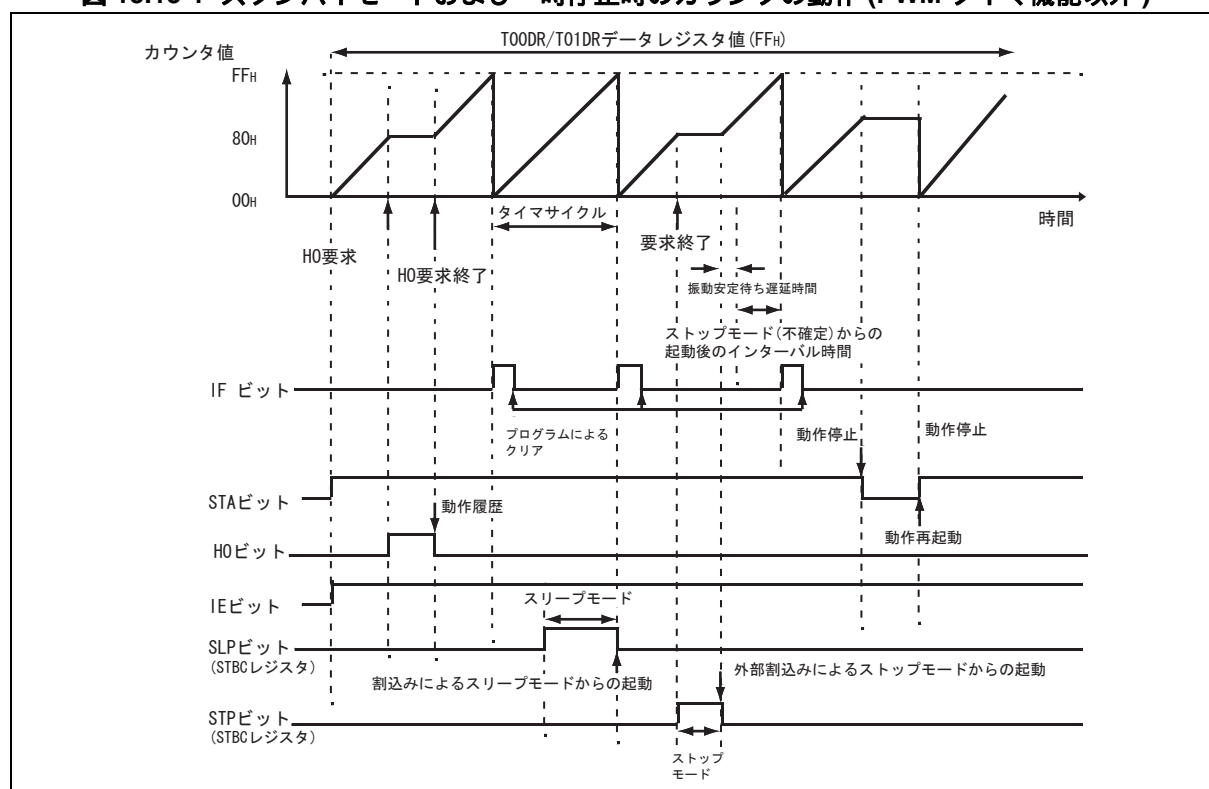 T00DR/T01DRデータレジスタ値(FFH)
カウンタ値
FFH
80H
00H
時間
タイマサイクル
要求終了
HO要求
HO要求終了
振動安定待ち遅延時間
ストップモード(不確定)からの
起動後のインターバル時間
IF ビット
プログラムによる
クリア
動作停止
動作停止
STAビット
動作履歴
動作再起動
HOビット
IEビット
スリープモード
SLPビット
(STBCレジスタ)
割込みによるスリープモードからの起動
外部割込みによるストップモードからの起動
STPビット
(STBCレジスタ)
ストップ
モード